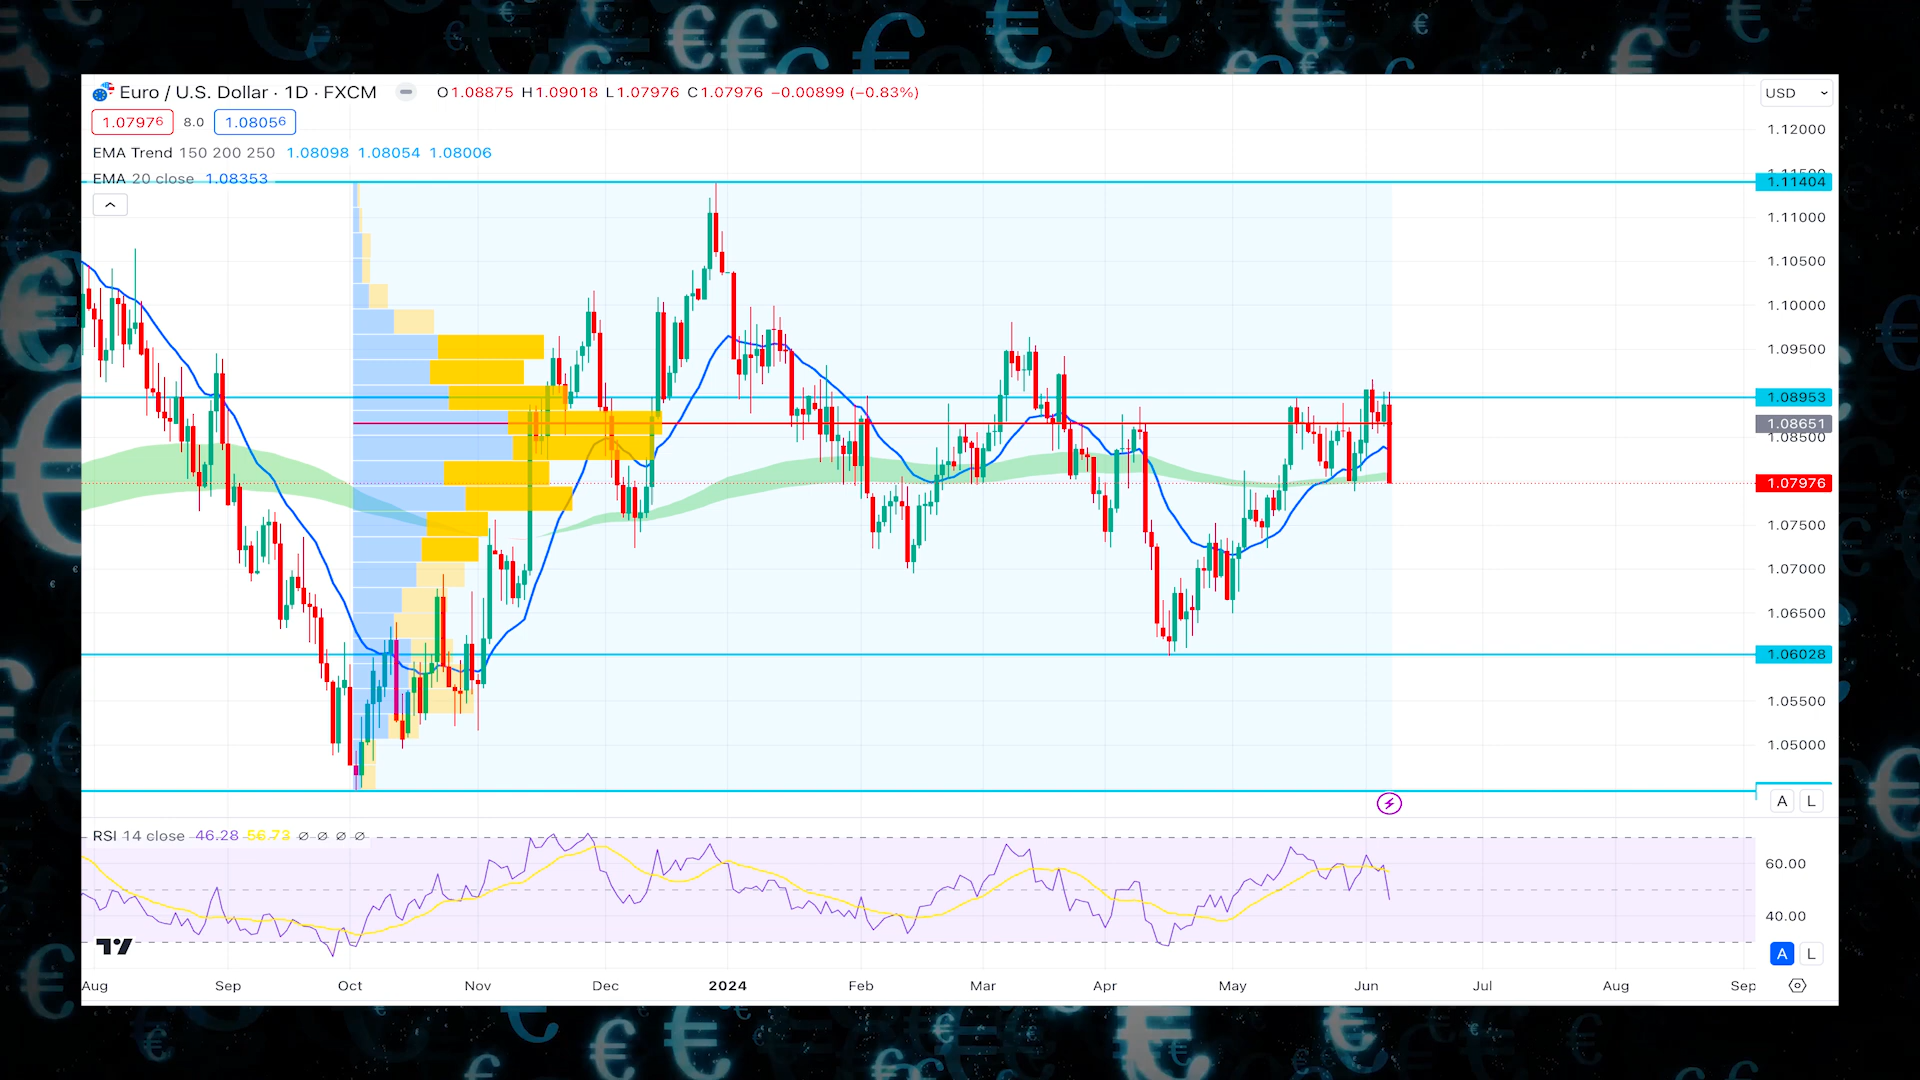 Euro / U.S. Dollar · 1D · FXCM O1.08875 H1.09018 L1.07976 C1.07976 −0.00899 (−0.83%)
USD
1.07976 8.0 1.08056
EMA Trend 150 200 250 1.08098 1.08054 1.08006
EMA 20 close 1.08353
1.12000
1.11404
1.11000
1.10500
1.10000
1.09500
1.08953
1.08651
1.08500
1.07976
1.07500
1.07000
1.06500
1.06028
1.05500
1.05000
A L
RSI 14 close 46.28 56.73 ∅ ∅ ∅ ∅
60.00
40.00
A L
Aug Sep Oct Nov Dec 2024 Feb Mar Apr May Jun Jul Aug Sep